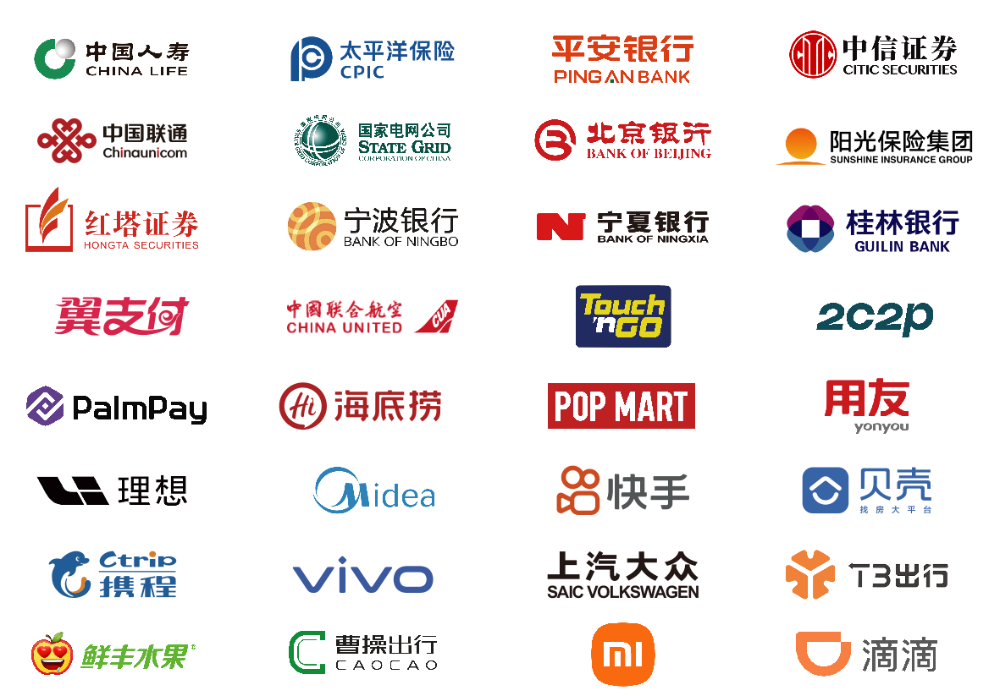 中国人寿
CHINA LIFE
太平洋保险
CPIC
平安银行
PING AN BANK
中信证券
CITIC SECURITIES
中国联通
China unicom
国家电网公司
STATE GRID
CORPORATION OF CHINA
北京银行
BANK OF BEIJING
阳光保险集团
SUNSHINE INSURANCE GROUP
红塔证券
HONGTA SECURITIES
宁波银行
BANK OF NINGBO
宁夏银行
BANK OF NINGXIA
桂林银行
GUILIN BANK
翼支付
中國联合航空
CHINA UNITED
CUA
Touch
'n GO
2c2p
PalmPay
Hi
海底捞
POP MART
用友
yonyou
理想
Midea
快手
贝壳
找房大平台
Ctrip
携程
vivo
上汽大众
SAIC VOLKSWAGEN
T3出行
鲜丰水果
曹操出行
CAOCAO
mi
滴滴